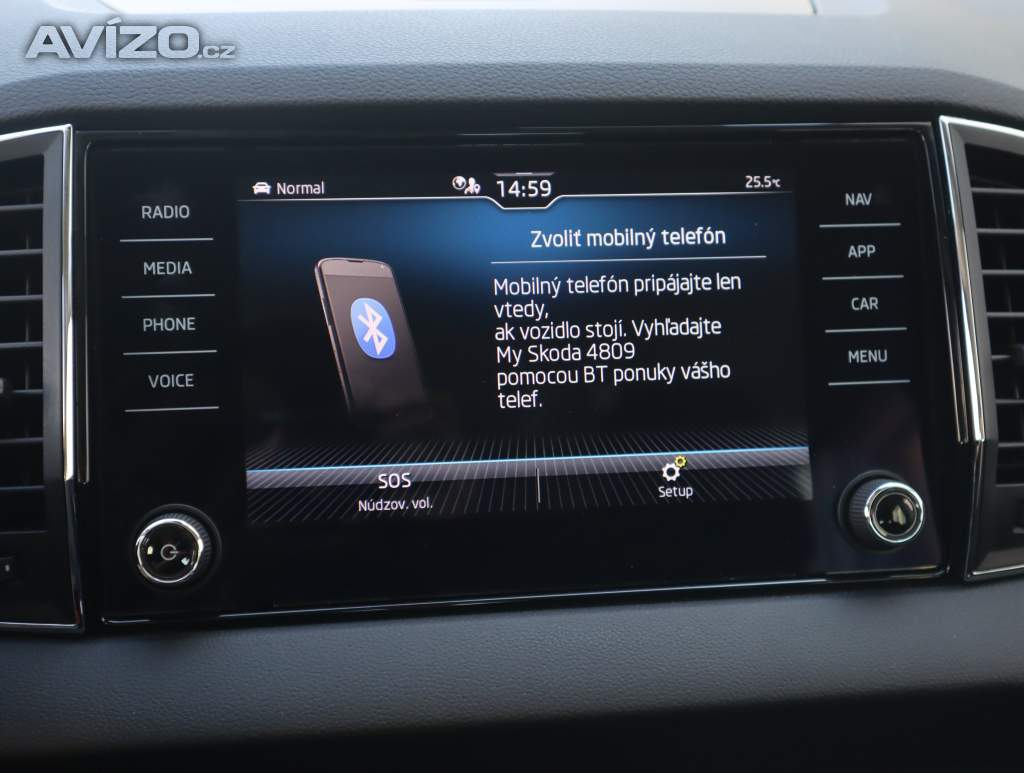 AVÍZO.cz
Normal
14:59
25.5°C
RADIO
MEDIA
PHONE
VOICE
Zvoliť mobilný telefón
Mobilný telefón pripájajte len
vtedy,
ak vozidlo stojí. Vyhľadajte
My Skoda 4809
pomocou BT ponuky vášho
telef.
NAV
APP
CAR
MENU
SOS
Núdzov. vol.
Setup